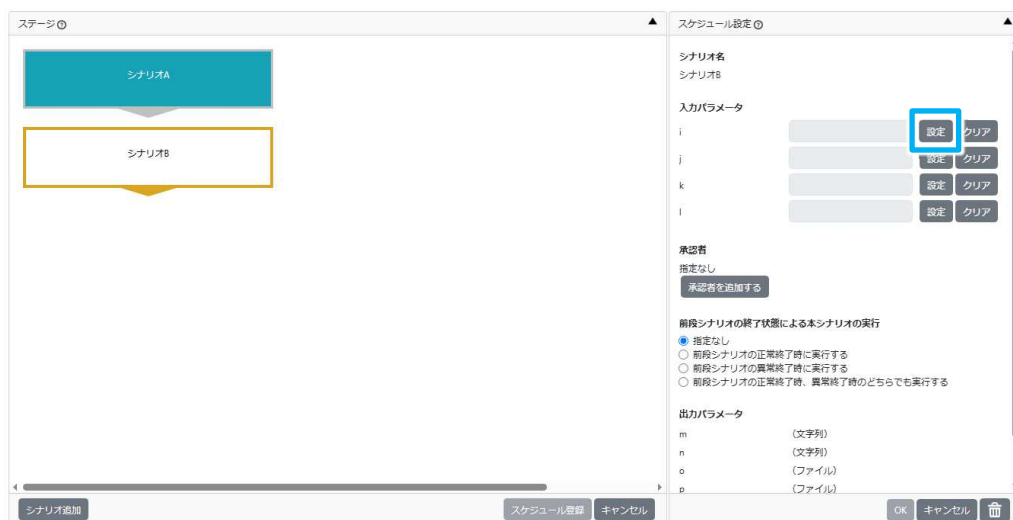 ステージ
シナリオA
シナリオB
シナリオ追加
スケジュール登録 キャンセル
スケジュール設定
シナリオ名
シナリオB
入力パラメータ
i 設定 クリア
j 設定 クリア
k 設定 クリア
l 設定 クリア
承認者
指定なし
承認者を追加する
前段シナリオの終了状態による本シナリオの実行
指定なし
前段シナリオの正常終了時に実行する
前段シナリオの異常終了時に実行する
前段シナリオの正常終了時、異常終了時のどちらでも実行する
出力パラメータ
m (文字列)
n (文字列)
o (ファイル)
p (ファイル)
OK キャンセル